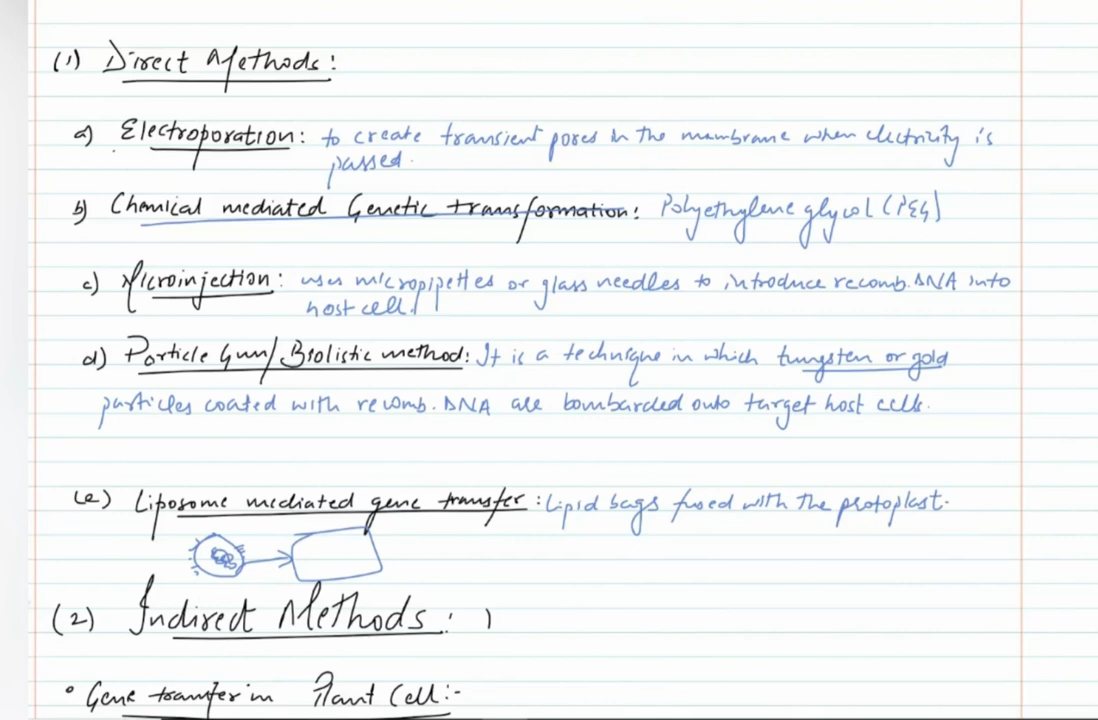 (1) Direct Methods:
a) Electroporation: to create transient pores in the membrane when electricity is
passed.
b) Chemical mediated Genetic transformation: Polyethylene glycol (PEG)
c) Microinjection: uses micropipettes or glass needles to introduce recomb. DNA into
host cell.
d) Particle Gun/Biolistic method: It is a technique in which tungsten or gold
particles coated with recomb. DNA are bombarded onto target host cells.
(e) Liposome mediated gene transfer: Lipid bags fused with the protoplast.
(2) Indirect Methods:
• Gene transfer in Plant Cell:-